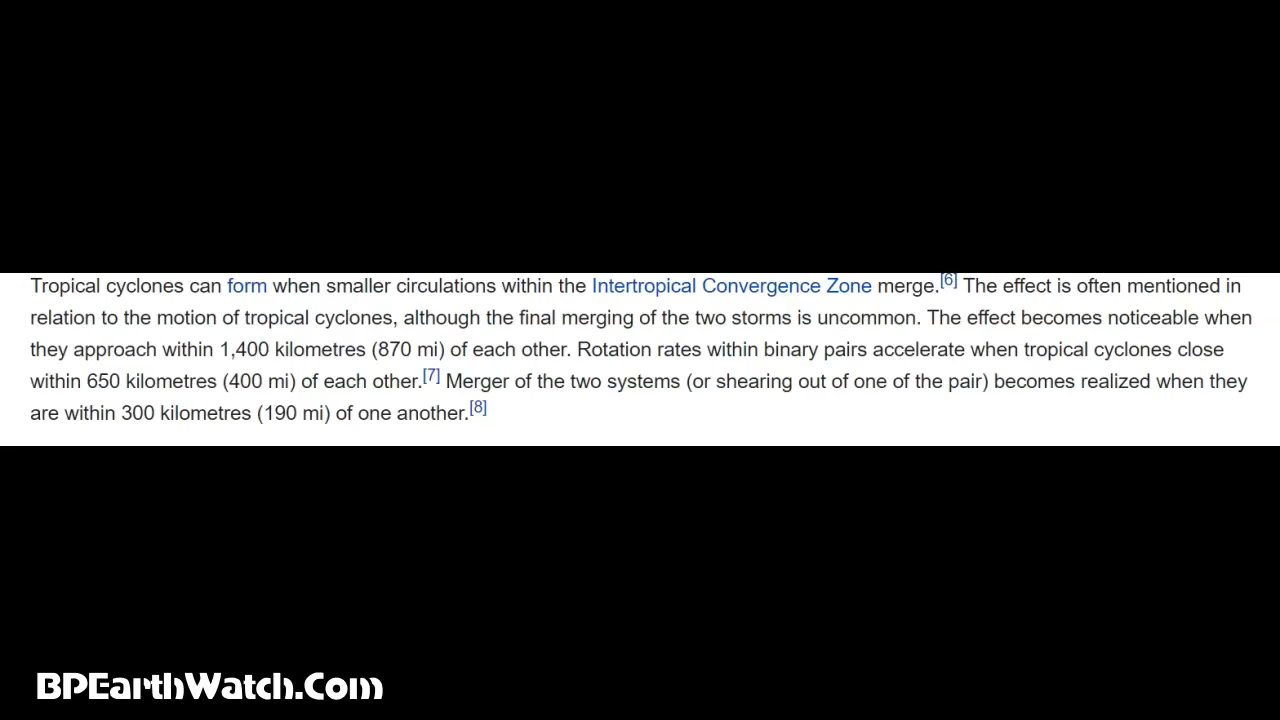 Tropical cyclones can form when smaller circulations within the Intertropical Convergence Zone merge.[6] The effect is often mentioned in
relation to the motion of tropical cyclones, although the final merging of the two storms is uncommon. The effect becomes noticeable when
they approach within 1,400 kilometres (870 mi) of each other. Rotation rates within binary pairs accelerate when tropical cyclones close
within 650 kilometres (400 mi) of each other.[7] Merger of the two systems (or shearing out of one of the pair) becomes realized when they
are within 300 kilometres (190 mi) of one another.[8]
BPEarthWatch.Com